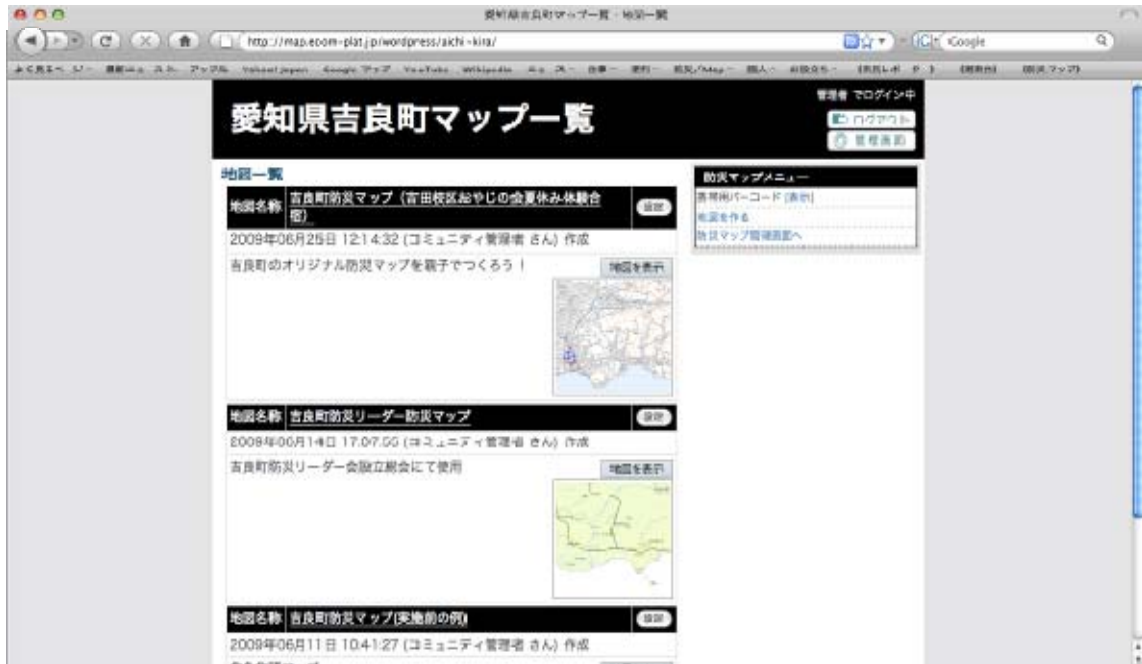 愛知県吉良町マップ一覧 - 地図一覧
http://map.ecom-plat.jp/wordpress/aichi-kira/
Google
愛知県吉良町マップ一覧
管理者 でログイン中
ログアウト
管理画面
地図一覧
地図名称 吉良町防災マップ（吉田校区おやじの会夏休み体験合宿） 設定
2009年06月25日 12:14:32 (コミュニティ管理者 さん) 作成
吉良町のオリジナル防災マップを親子でつくろう！
地図を表示
地図名称 吉良町防災リーダー防災マップ 設定
2009年06月14日 17:07:55 (コミュニティ管理者 さん) 作成
吉良町防災リーダー会設立総会にて使用
地図を表示
地図名称 吉良町防災マップ(実施前の例) 設定
2009年06月11日 10:41:27 (コミュニティ管理者 さん) 作成
防災マップメニュー
携帯用バーコード [表示]
地図を作る
防災マップ管理画面へ